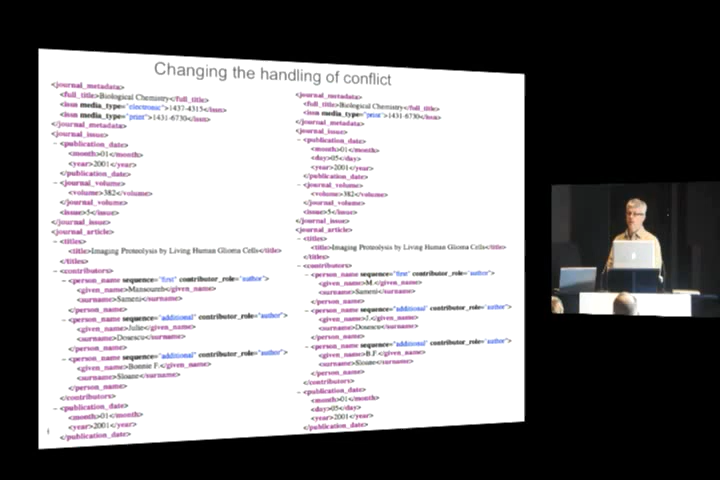 Changing the handling of conflict
<journal_metadata>
<full_title>Biological Chemistry</full_title>
<issn media_type="electronic">1437-4315</issn>
<issn media_type="print">1431-6730</issn>
</journal_metadata>
<journal_issue>
- <publication_date>
<month>01</month>
<year>2001</year>
</publication_date>
- <journal_volume>
<volume>382</volume>
</journal_volume>
<issue>5</issue>
</journal_issue>
<journal_article>
- <titles>
<title>Imaging Proteolysis by Living Human Glioma Cells</title>
</titles>
- <contributors>
- <person_name sequence="first" contributor_role="author">
<given_name>Mansoureh</given_name>
<surname>Sameni</surname>
</person_name>
- <person_name sequence="additional" contributor_role="author">
<given_name>Julie</given_name>
<surname>Dosescu</surname>
</person_name>
- <person_name sequence="additional" contributor_role="author">
<given_name>Bonnie F.</given_name>
<surname>Sloane</surname>
</person_name>
</contributors>
- <publication_date>
<month>01</month>
<year>2001</year>
</publication_date>
<journal_metadata>
<full_title>Biological Chemistry</full_title>
<issn media_type="print">1431-6730</issn>
</journal_metadata>
<journal_issue>
- <publication_date>
<month>01</month>
<day>05</day>
<year>2001</year>
</publication_date>
- <journal_volume>
<volume>382</volume>
</journal_volume>
<issue>5</issue>
</journal_issue>
<journal_article>
- <titles>
<title>Imaging Proteolysis by Living Human Glioma Cells</title>
</titles>
<contributors>
- <person_name sequence="first" contributor_role="author">
<given_name>M.</given_name>
<surname>Sameni</surname>
</person_name>
- <person_name sequence="additional" contributor_role="author">
<given_name>J.</given_name>
<surname>Dosescu</surname>
</person_name>
- <person_name sequence="additional" contributor_role="author">
<given_name>B.F.</given_name>
<surname>Sloane</surname>
</person_name>
</contributors>
- <publication_date>
<month>01</month>
<day>05</day>
<year>2001</year>
</publication_date>